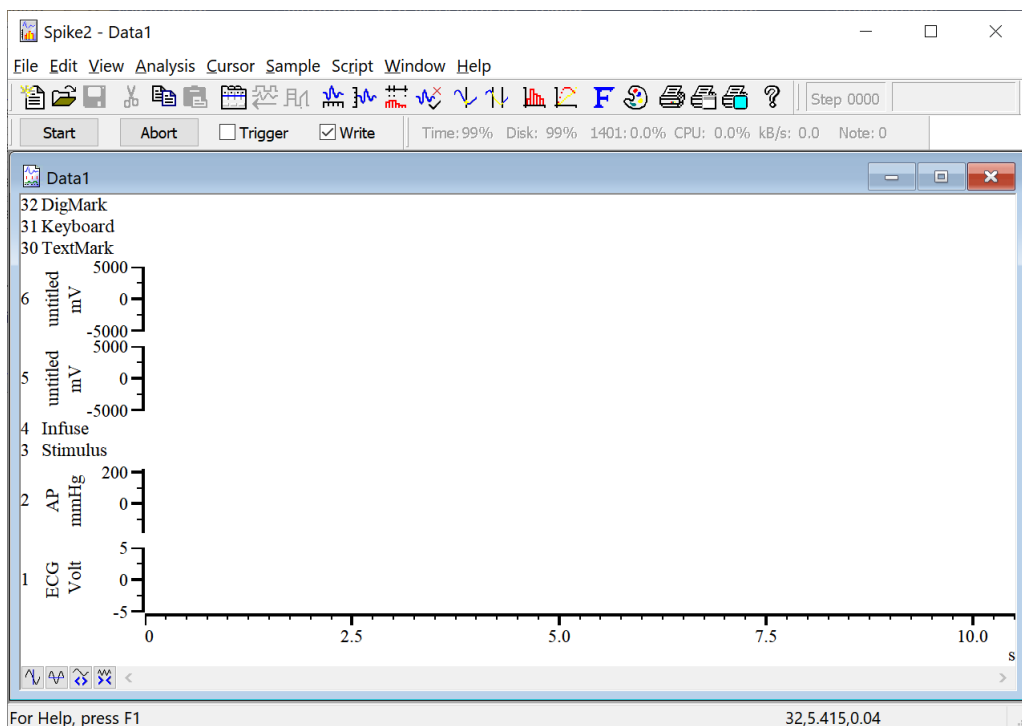 Spike2 - Data1
File Edit View Analysis Cursor Sample Script Window Help
Step 0000
Start Abort Trigger Write Time: 99% Disk: 99% 1401: 0.0% CPU: 0.0% kB/s: 0.0 Note: 0
Data1
32 DigMark
31 Keyboard
30 TextMark
6 untitled mV 5000 0 -5000
5 untitled mV 5000 0 -5000
4 Infuse
3 Stimulus
2 AP mmHg 200 0
1 ECG Volt 5 0 -5
0 2.5 5.0 7.5 10.0
s
For Help, press F1 32,5.415,0.04